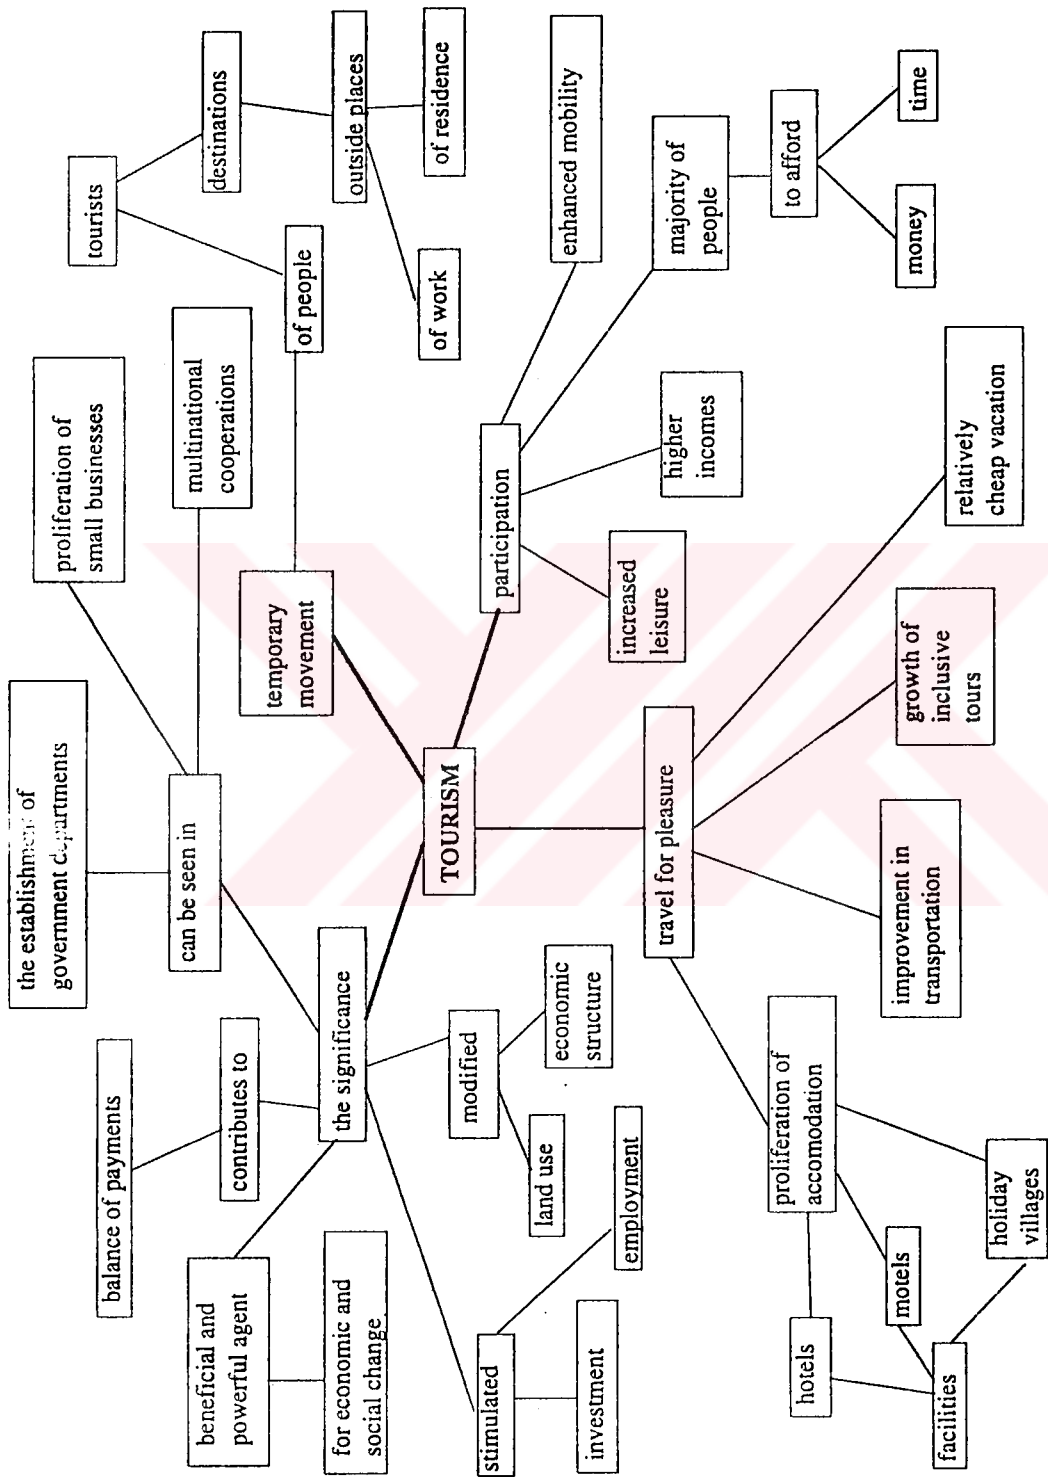 the establishment of
government departments
proliferation of
small businesses
tourists
balance of payments
can be seen in
multinational
cooperations
destinations
beneficial and
powerful agent
contributes to
temporary
movement
of people
outside places
for economic and
social change
the significance
of work
of residence
TOURISM
participation
enhanced mobility
stimulated
modified
land use
economic
structure
investment
employment
increased
leisure
higher
incomes
majority of
people
travel for pleasure
to afford
proliferation of
accomodation
hotels
motels
improvement in
transportation
growth of
inclusive
tours
relatively
cheap vacation
money
time
facilities
holiday
villages